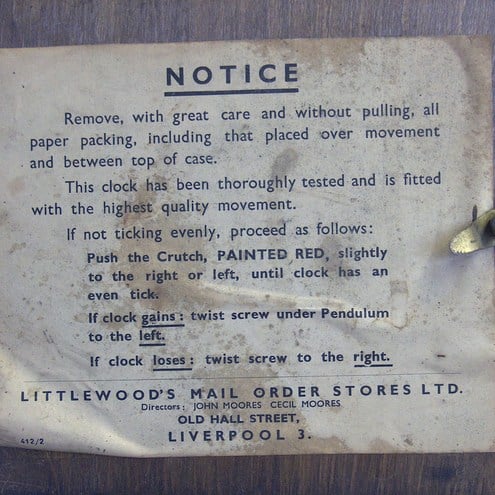 NOTICE
Remove, with great care and without pulling, all
paper packing, including that placed over movement
and between top of case.
This clock has been thoroughly tested and is fitted
with the highest quality movement.
If not ticking evenly, proceed as follows:
Push the Crutch, PAINTED RED, slightly
to the right or left, until clock has an
even tick.
If clock gains: twist screw under Pendulum
to the left.
If clock loses: twist screw to the right.
LITTLEWOOD'S MAIL ORDER STORES LTD.
Directors: JOHN MOORES CECIL MOORES
OLD HALL STREET,
LIVERPOOL 3.
412/2